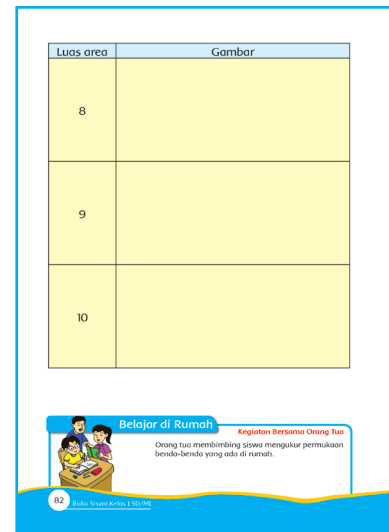 Luas area Gambar
8
9
10
Belajar di Rumah
Kegiatan Bersama Orang Tua
Orang tua membimbing siswa mengukur permukaan
benda-benda yang ada di rumah.
82 Buku Siswa Kelas I SD/MI